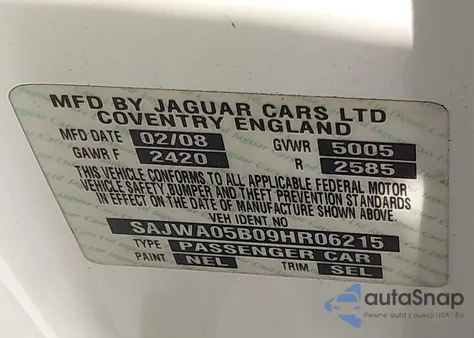 MFD BY JAGUAR CARS LTD
COVENTRY ENGLAND
MFD DATE 02/08 GVWR 5005
GAWR F 2420 R 2585
THIS VEHICLE CONFORMS TO ALL APPLICABLE FEDERAL MOTOR
VEHICLE SAFETY, BUMPER AND THEFT PREVENTION STANDARDS
IN EFFECT ON THE DATE OF MANUFACTURE SHOWN ABOVE.
VEH IDENT NO
SAJWA05B09HR06215
TYPE PASSENGER CAR
PAINT NEL TRIM SEL
autoSnap
Pewne auto z aukcji USA i EU